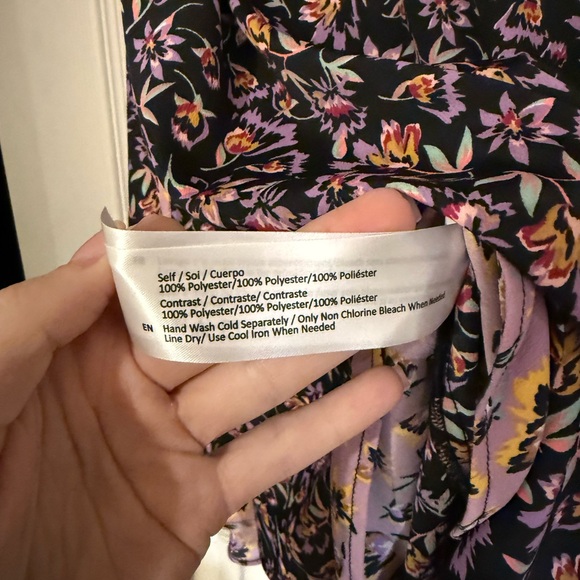 Self / Soi / Cuerpo
100% Polyester/100% Polyester/100% Poliéster
Contrast / Contraste/ Contraste
100% Polyester/100% Polyester/100% Poliéster
EN Hand Wash Cold Separately / Only Non Chlorine Bleach When Needed
Line Dry/ Use Cool Iron When Needed